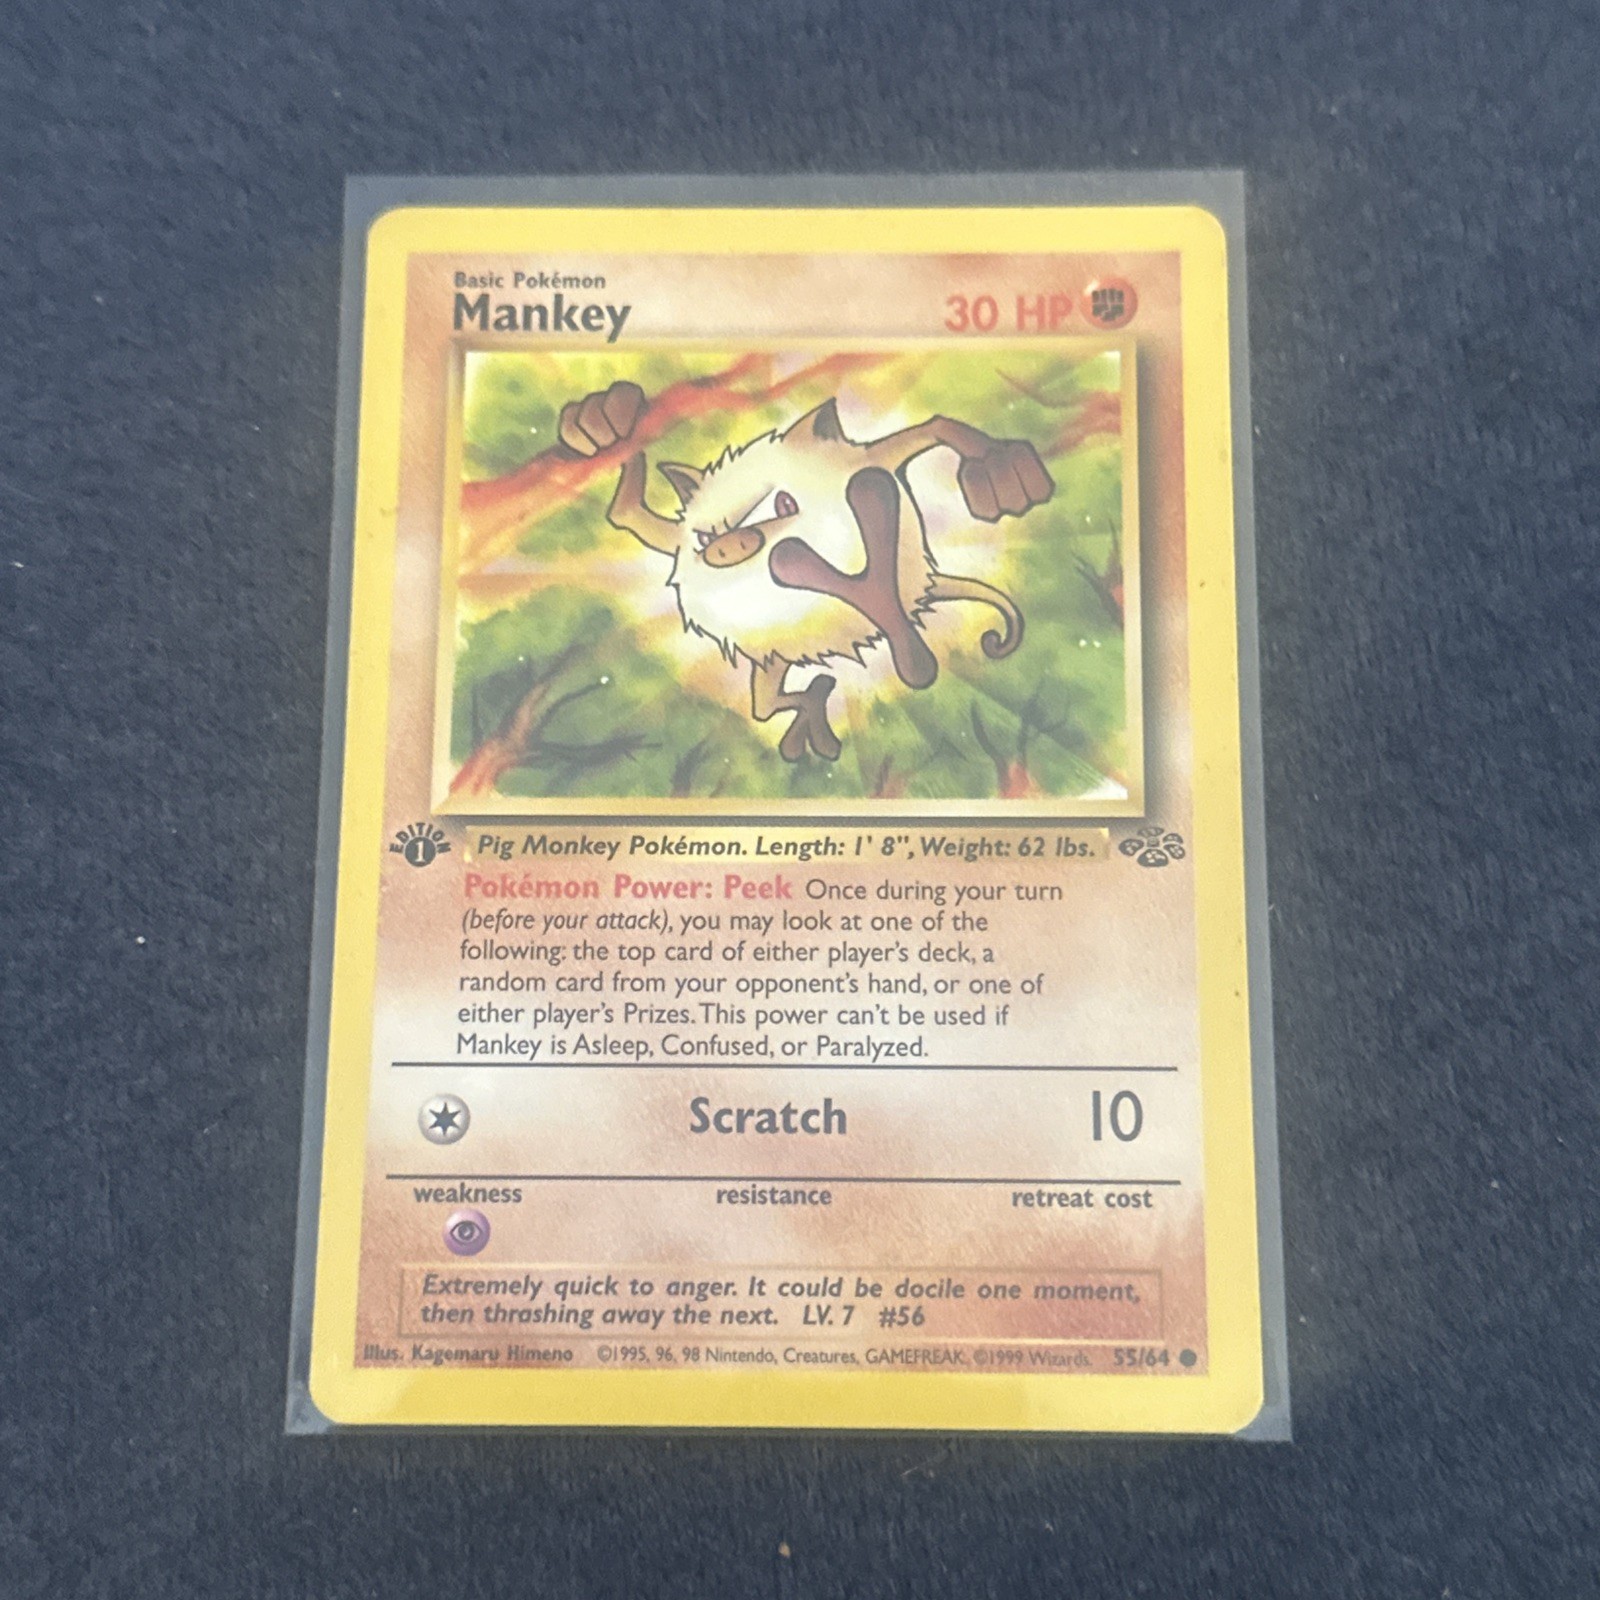 Basic Pokémon
Mankey
30 HP
EDITION
1
Pig Monkey Pokémon. Length: 1' 8", Weight: 62 lbs.
Pokémon Power: Peek Once during your turn
(before your attack), you may look at one of the
following: the top card of either player's deck, a
random card from your opponent's hand, or one of
either player's Prizes. This power can't be used if
Mankey is Asleep, Confused, or Paralyzed.
Scratch 10
weakness resistance retreat cost
Extremely quick to anger. It could be docile one moment,
then thrashing away the next. LV. 7 #56
Illus. Kagemaru Himeno ©1995, 96, 98 Nintendo, Creatures, GAMEFREAK. ©1999 Wizards. 55/64